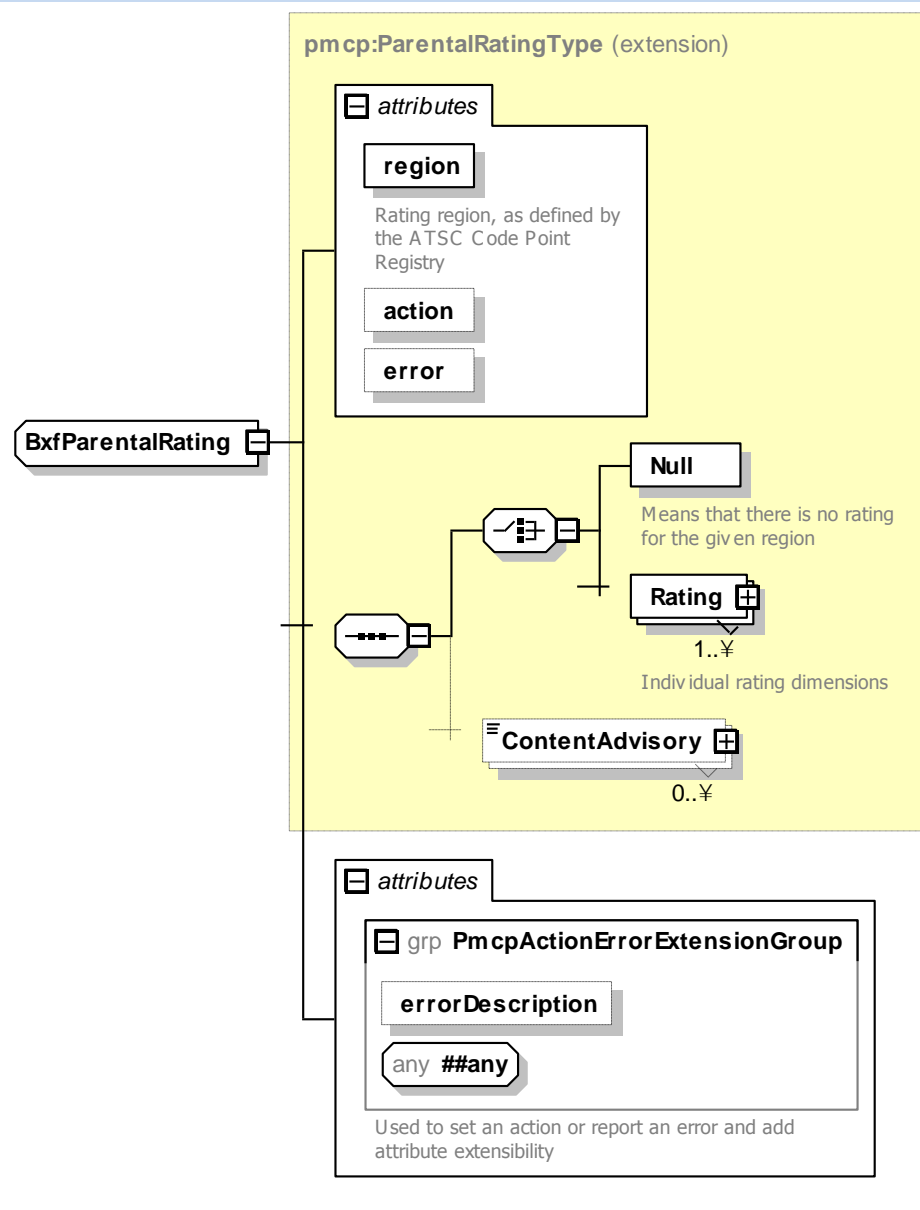 pmcp:ParentalRatingType (extension)
attributes
region
Rating region, as defined by
the ATSC Code Point
Registry
action
error
BxfParentalRating
Null
Means that there is no rating
for the given region
Rating
1..¥
Individual rating dimensions
ContentAdvisory
0..¥
attributes
grp PmcpActionErrorExtensionGroup
errorDescription
any ##any
Used to set an action or report an error and add
attribute extensibility